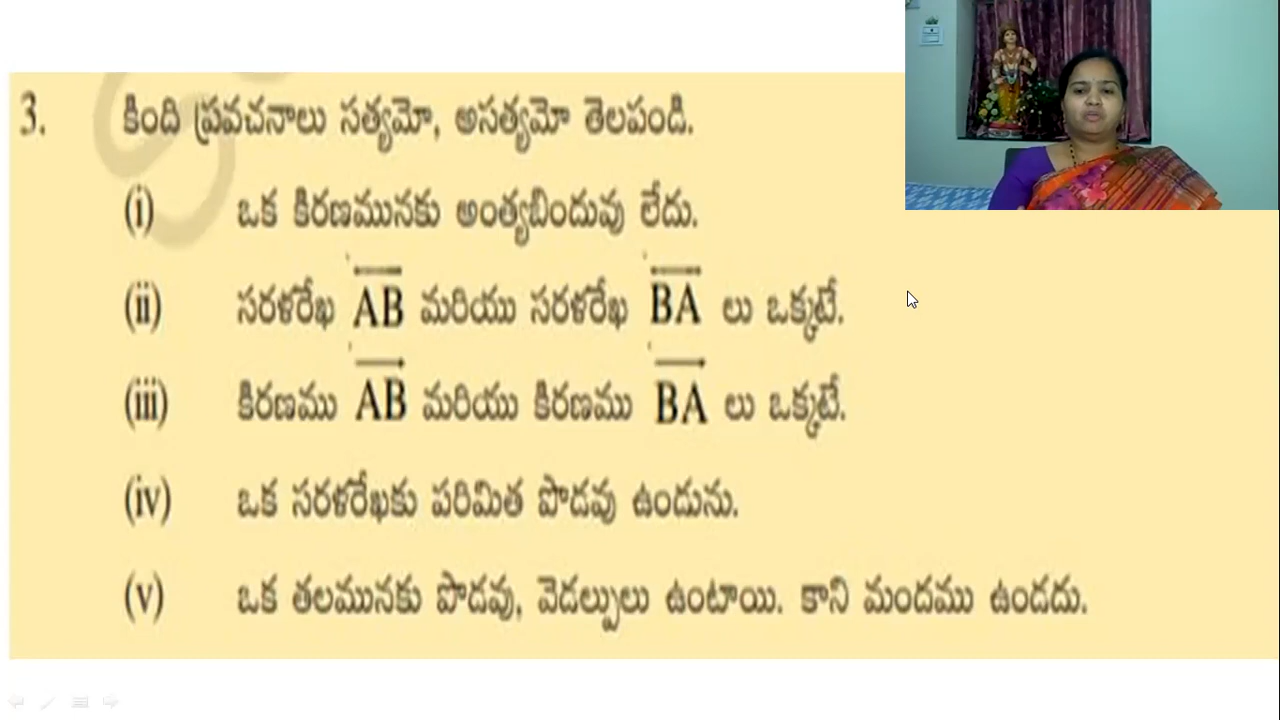 3. కింది ప్రవచనాలు సత్యమో, అసత్యమో తెలపండి.
(i) ఒక కిరణమునకు అంత్యబిందువు లేదు.
(ii) సరళరేఖ AB మరియు సరళరేఖ BA లు ఒక్కటే.
(iii) కిరణము AB మరియు కిరణము BA లు ఒక్కటే.
(iv) ఒక సరళరేఖకు పరిమిత పొడవు ఉండును.
(v) ఒక తలమునకు పొడవు, వెడల్పులు ఉంటాయి. కాని మందము ఉండదు.